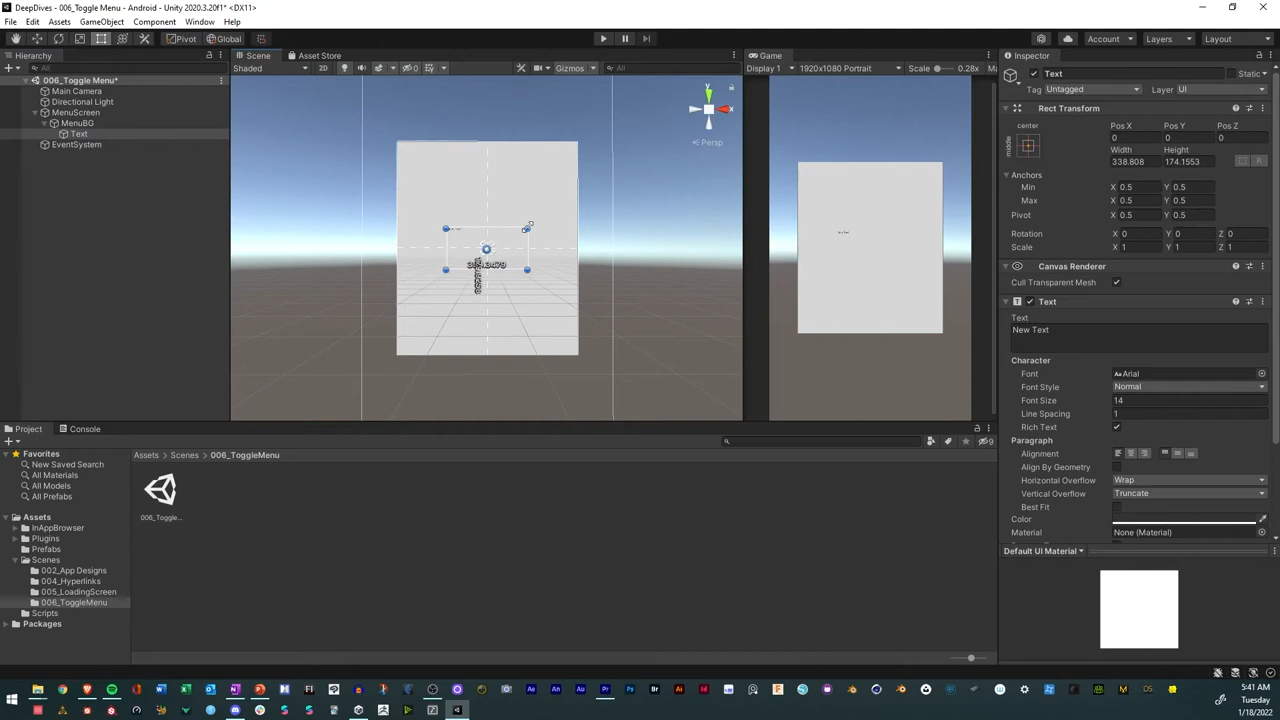 DeepDives - 006_Toggle Menu - Android - Unity 2020.3.20f1* <DX11>
File Edit Assets GameObject Component Window Help
Pivot Global Account Layers Layout
Hierarchy Scene Asset Store Game Inspector
All Shaded 2D 0 Gizmos All Display 1 1920x1080 Portrait Scale 0.28x
Text Static
Tag Untagged Layer UI
006_Toggle Menu*
Main Camera
Directional Light
MenuScreen
MenuBG
Text
EventSystem
y
x
Persp
Rect Transform
center
middle
Pos X Pos Y Pos Z
0 0 0
Width Height
338.808 174.1553
R
Anchors
Min X 0.5 Y 0.5
Max X 0.5 Y 0.5
Pivot X 0.5 Y 0.5
Rotation X 0 Y 0 Z 0
Scale X 1 Y 1 Z 1
Canvas Renderer
Cull Transparent Mesh
Text
Text
New Text
Character
Font Arial
Font Style Normal
Font Size 14
Line Spacing 1
Rich Text
Paragraph
Alignment
Align By Geometry
Horizontal Overflow Wrap
Vertical Overflow Truncate
Best Fit
Color
Material None (Material)
Default UI Material
Project Console
9
Favorites
New Saved Search
All Materials
All Models
All Prefabs
Assets
InAppBrowser
Plugins
Prefabs
Scenes
002_App Designs
004_Hyperlinks
005_LoadingScreen
006_ToggleMenu
Scripts
Packages
Assets Scenes 006_ToggleMenu
006_Toggle...
5:41 AM
Tuesday
1/18/2022